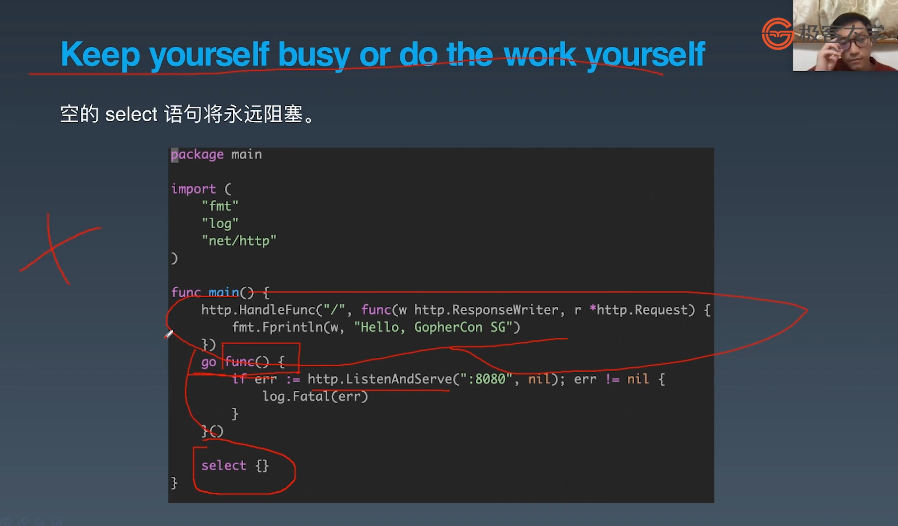 Keep yourself busy or do the work yourself
空的 select 语句将永远阻塞。
package main
import (
"fmt"
"log"
"net/http"
)
func main() {
http.HandleFunc("/", func(w http.ResponseWriter, r *http.Request) {
fmt.Fprintln(w, "Hello, GopherCon SG")
})
go func() {
if err := http.ListenAndServe(":8080", nil); err != nil {
log.Fatal(err)
}
}()
select {}
}